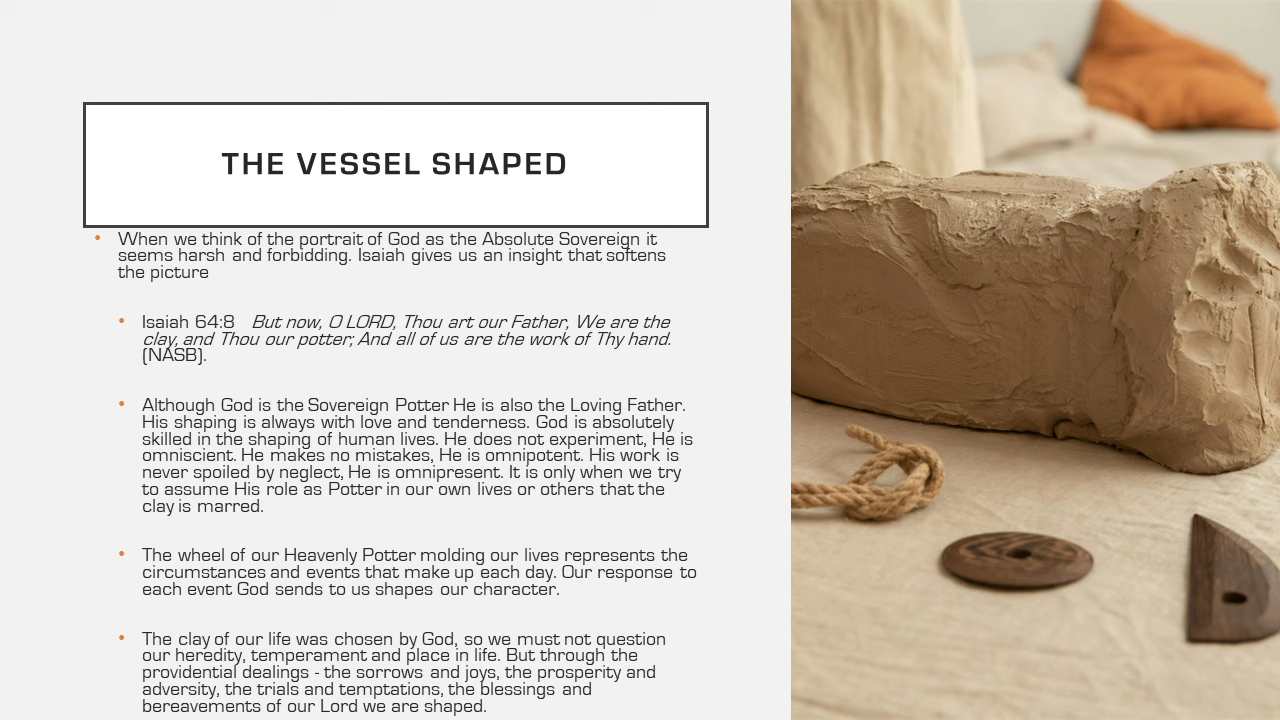 THE VESSEL SHAPED
• When we think of the portrait of God as the Absolute Sovereign it
seems harsh and forbidding. Isaiah gives us an insight that softens
the picture
• Isaiah 64:8 But now, O LORD, Thou art our Father, We are the
clay, and Thou our potter; And all of us are the work of Thy hand.
(NASB).
• Although God is the Sovereign Potter He is also the Loving Father.
His shaping is always with love and tenderness. God is absolutely
skilled in the shaping of human lives. He does not experiment, He is
omniscient. He makes no mistakes, He is omnipotent. His work is
never spoiled by neglect, He is omnipresent. It is only when we try
to assume His role as Potter in our own lives or others that the
clay is marred.
• The wheel of our Heavenly Potter molding our lives represents the
circumstances and events that make up each day. Our response to
each event God sends to us shapes our character.
• The clay of our life was chosen by God, so we must not question
our heredity, temperament and place in life. But through the
providential dealings - the sorrows and joys, the prosperity and
adversity, the trials and temptations, the blessings and
bereavements of our Lord we are shaped.